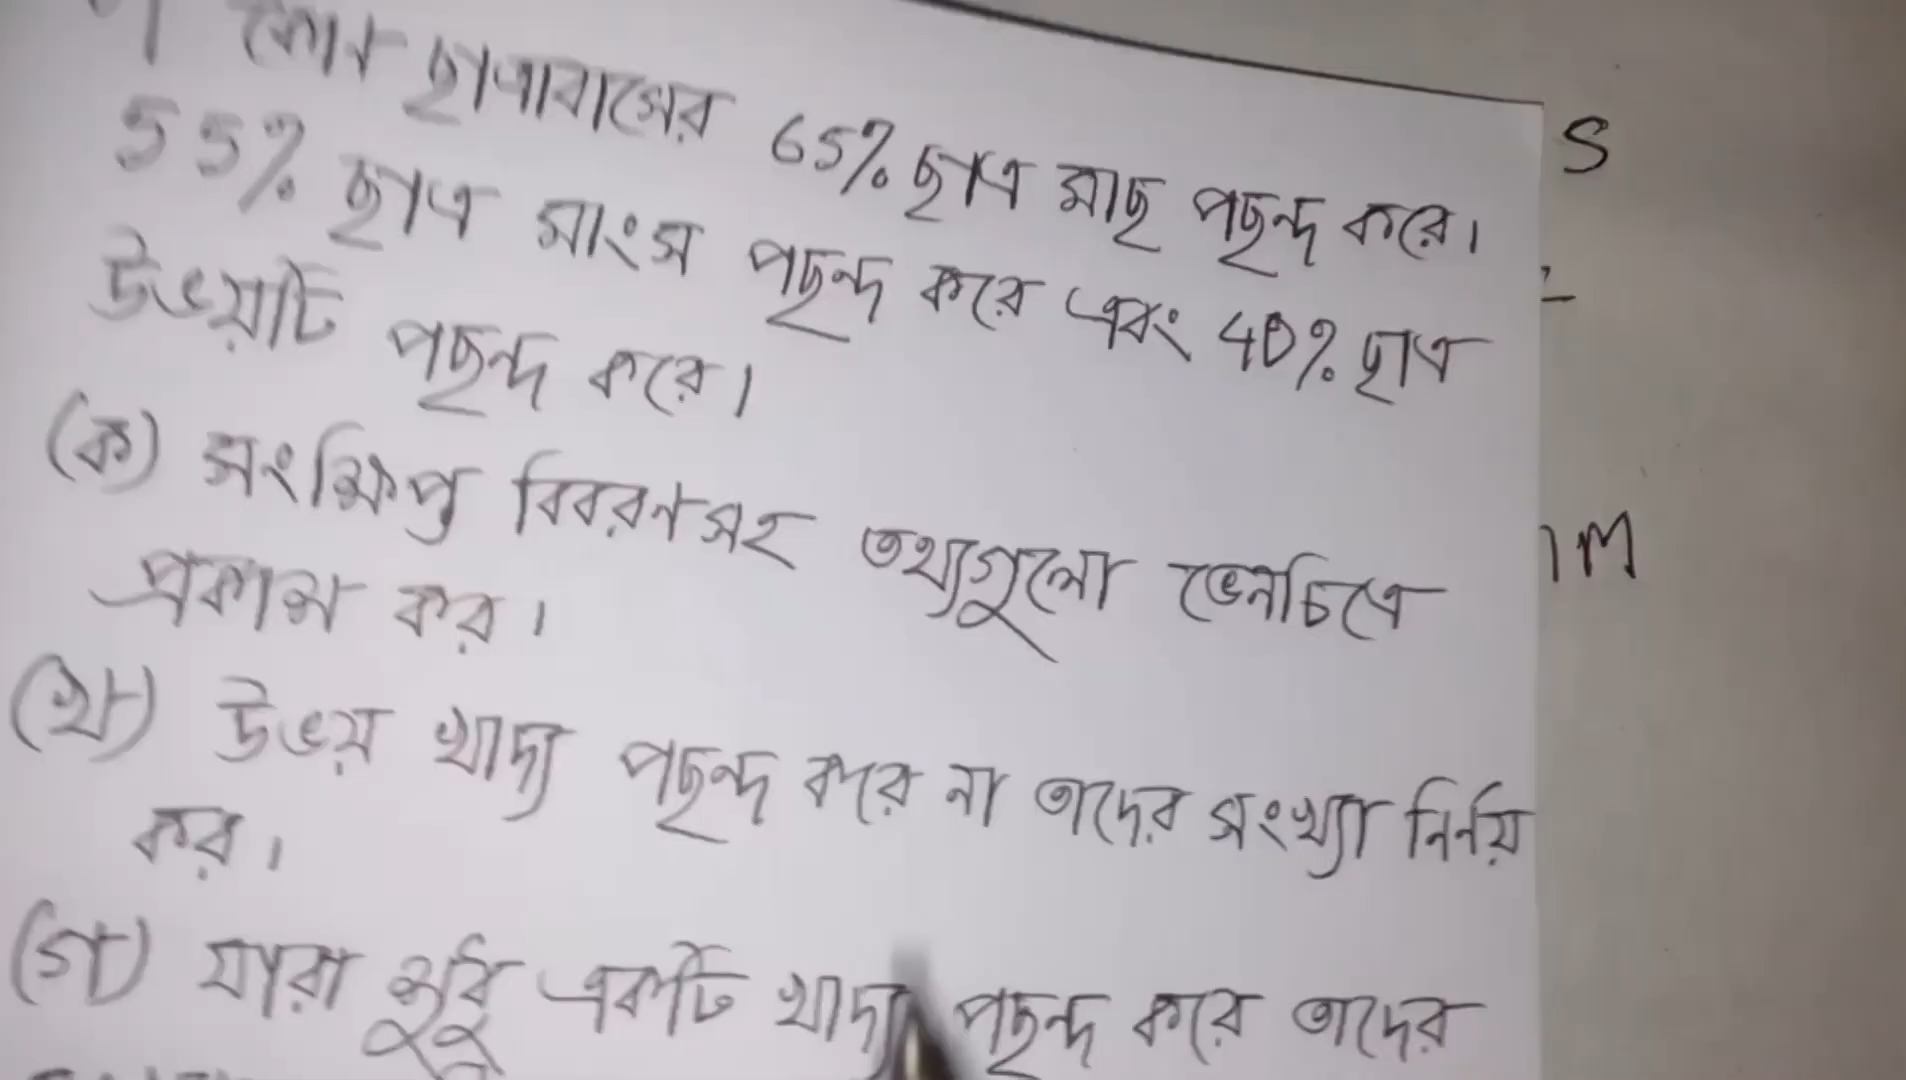 কোন ছাত্রাবাসের 65% ছাত্র মাছ পছন্দ করে।
55% ছাত্র মাংস পছন্দ করে এবং 40% ছাত্র
উভয়টি পছন্দ করে।
(ক) সংক্ষিপ্ত বিবরণসহ তথ্যগুলো ভেনচিত্রে
প্রকাশ কর।
(খ) উভয় খাদ্য পছন্দ করে না তাদের সংখ্যা নির্নয়
কর।
(গ) যারা শুধু একটি খাদ্য পছন্দ করে তাদের
S
M